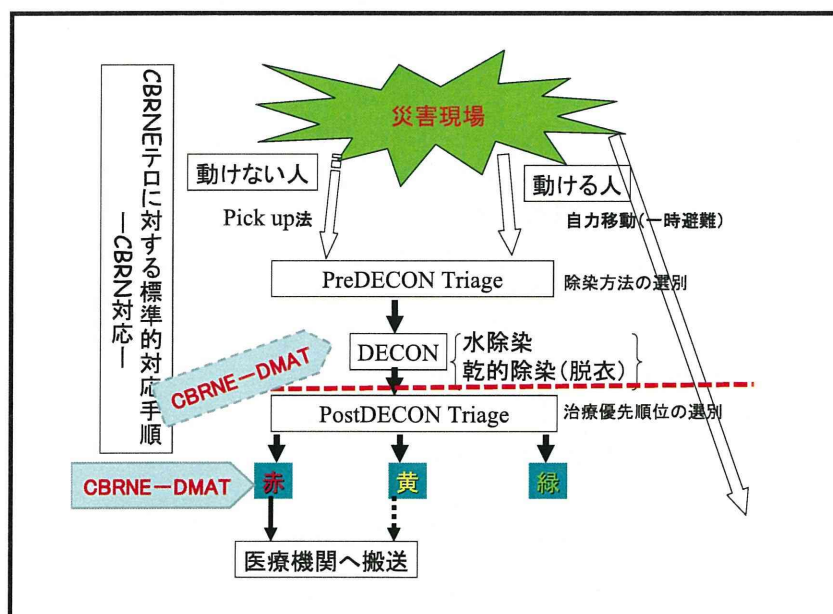 CBRNEテロに対する標準的対応手順
―CBRN対応―
災害現場
動けない人
動ける人
Pick up法
自力移動(一時避難)
PreDECON Triage
除染方法の選別
DECON
水除染
乾的除染(脱衣)
CBRNE－DMAT
PostDECON Triage
治療優先順位の選別
CBRNE－DMAT
赤
黄
緑
医療機関へ搬送